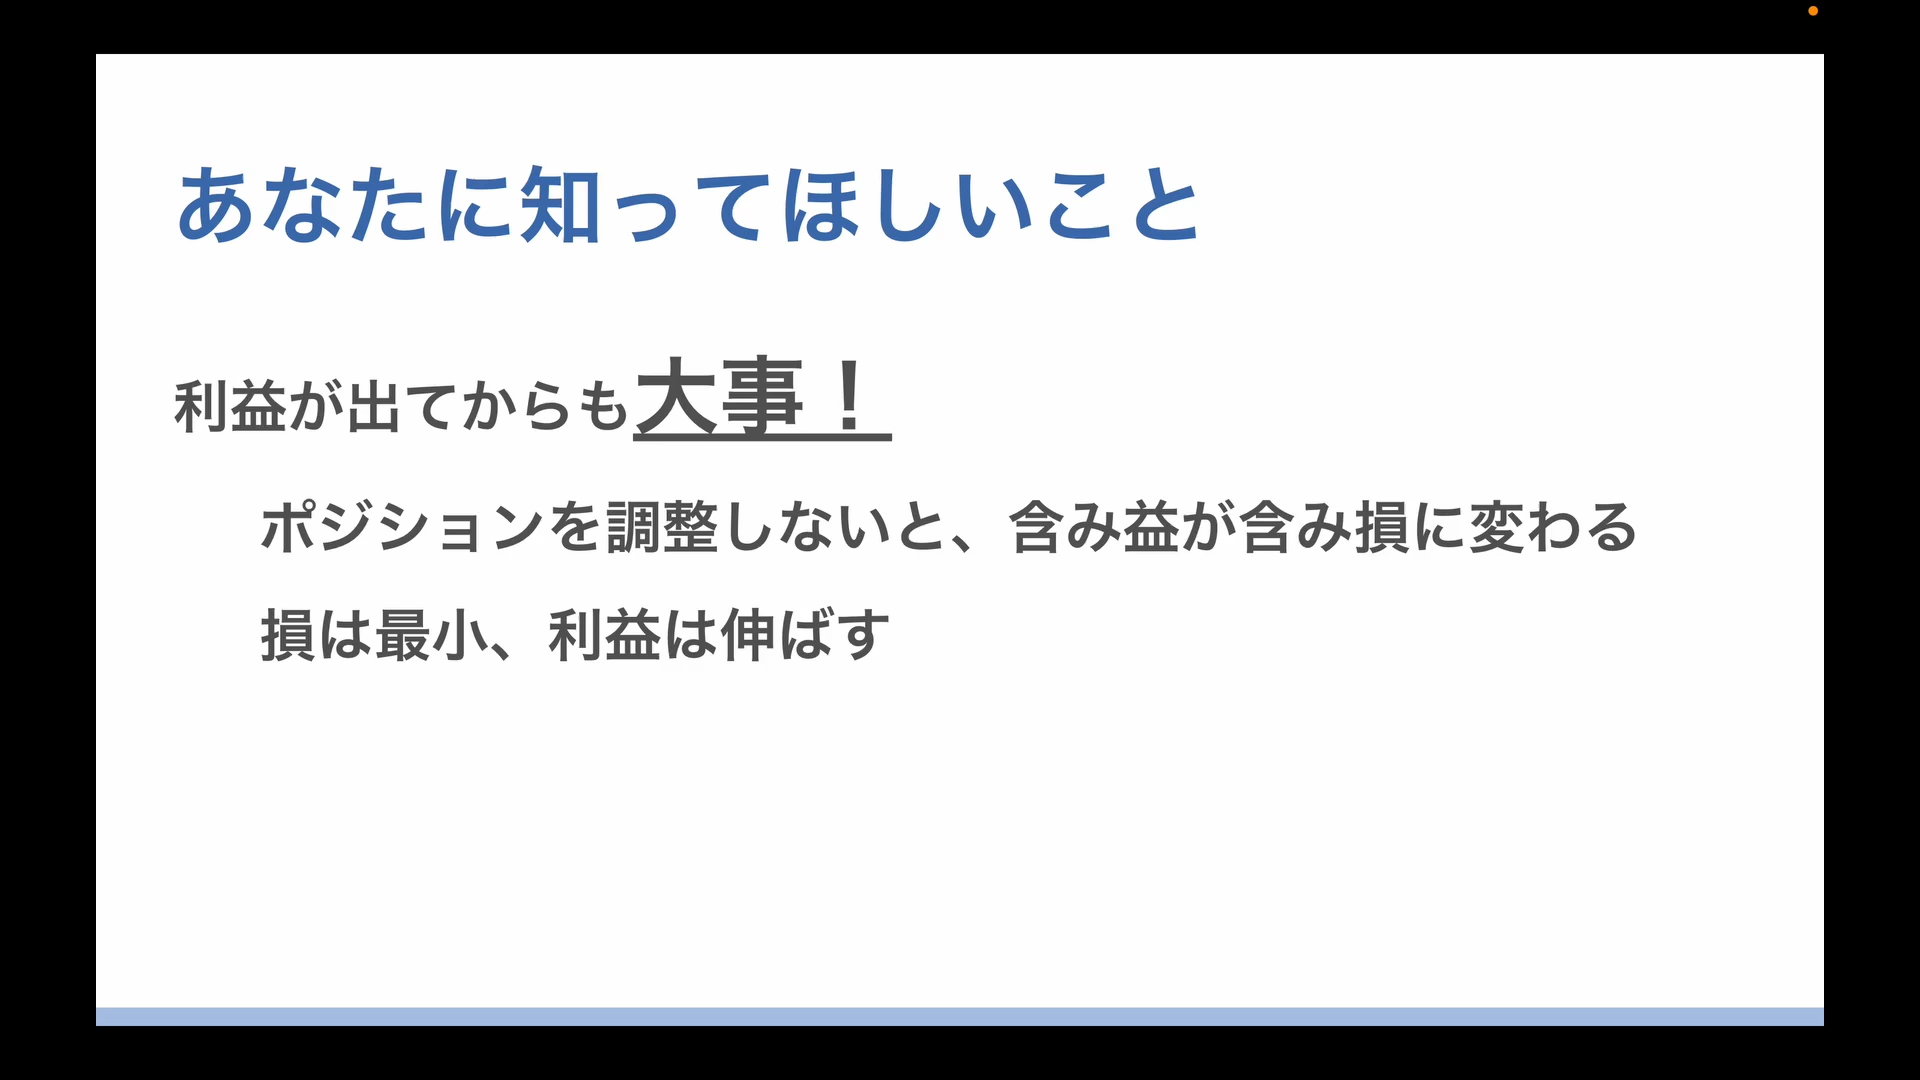 あなたに知ってほしいこと
利益が出てからも大事！
ポジションを調整しないと、含み益が含み損に変わる
損は最小、利益は伸ばす